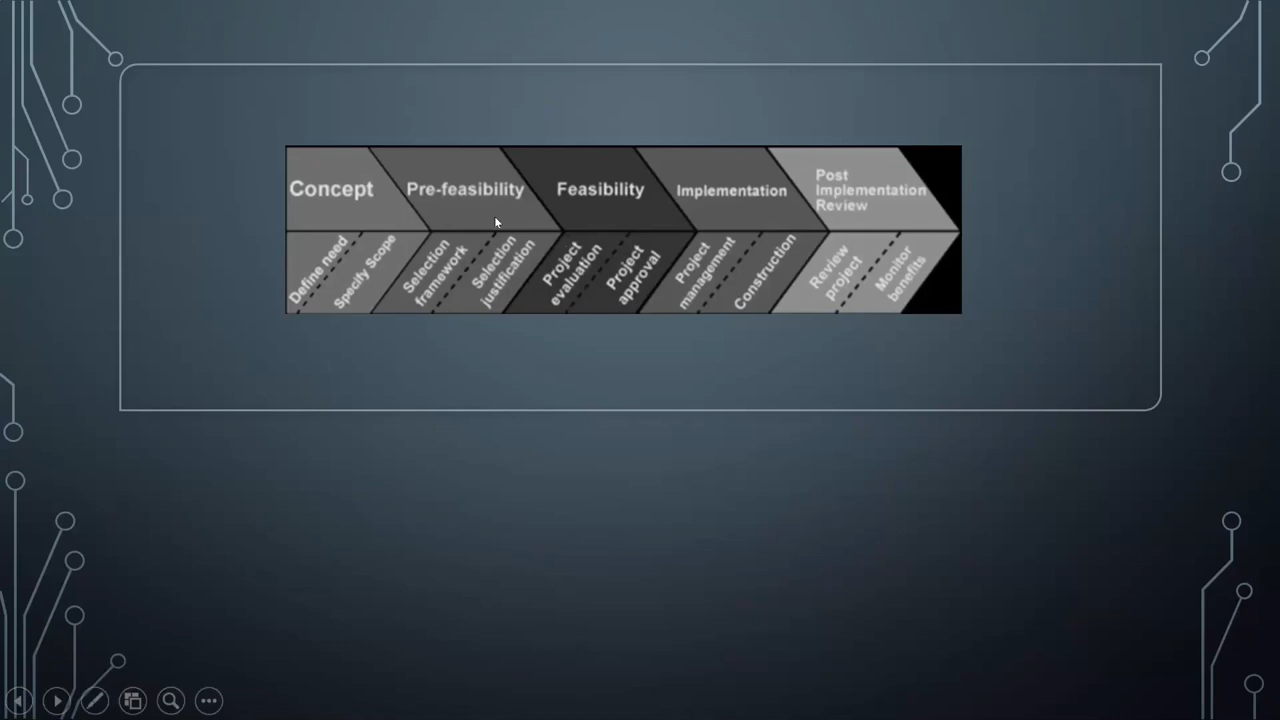 Concept
Pre-feasibility
Feasibility
Implementation
Post
Implementation
Review
Define need
Specify Scope
Selection
framework
Selection
justification
Project
evaluation
Project
approval
Project
management
Construction
Review
project
Monitor
benefits